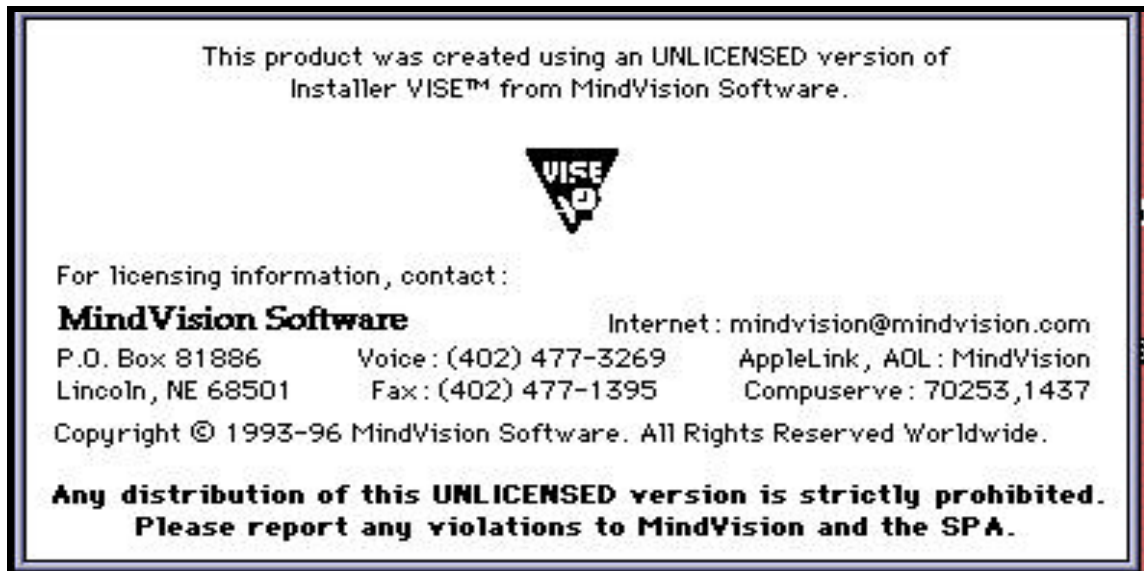 This product was created using an UNLICENSED version of
Installer VISE™ from MindVision Software.
VISE
For licensing information, contact:
MindVision Software Internet: mindvision@mindvision.com
P.O. Box 81886 Voice: (402) 477-3269 AppleLink, AOL: MindVision
Lincoln, NE 68501 Fax: (402) 477-1395 Compuserve: 70253,1437
Copyright © 1993-96 MindVision Software. All Rights Reserved Worldwide.
Any distribution of this UNLICENSED version is strictly prohibited.
Please report any violations to MindVision and the SPA.